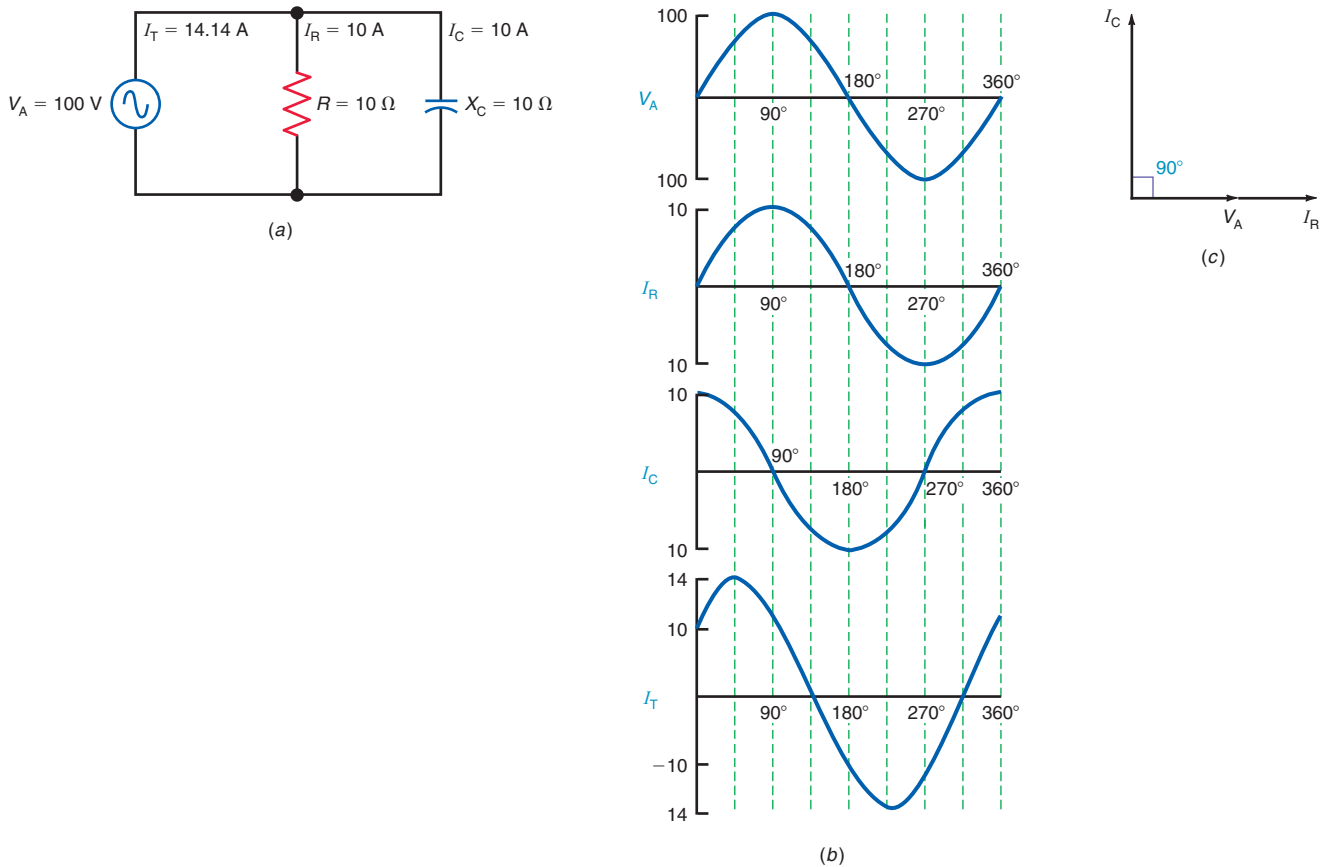 I_T = 14.14 A
I_R = 10 A
I_C = 10 A
V_A = 100 V
R = 10 Ω
X_C = 10 Ω
(a)
100
V_A
180°
360°
90°
270°
100
10
I_R
180°
360°
90°
270°
10
10
I_C
90°
180°
270°
360°
10
14
10
I_T
90°
180°
270°
360°
−10
14
(b)
I_C
90°
V_A
I_R
(c)